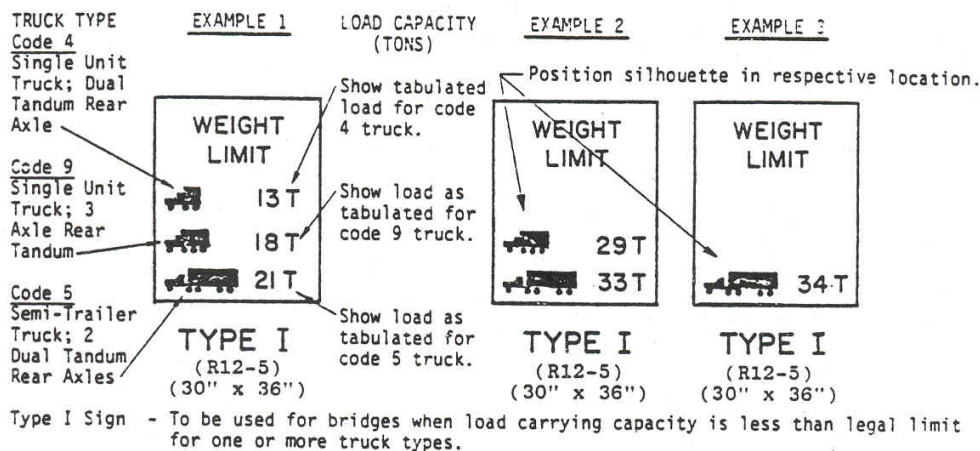 TRUCK TYPE
Code 4
Single Unit
Truck; Dual
Tandum Rear
Axle
Code 9
Single Unit
Truck; 3
Axle Rear
Tandum
Code 5
Semi-Trailer
Truck; 2
Dual Tandum
Rear Axles
EXAMPLE 1
WEIGHT
LIMIT
13 T
18 T
21 T
TYPE I
(R12-5)
(30" x 36")
LOAD CAPACITY
(TONS)
Show tabulated
load for code
4 truck.
Show load as
tabulated for
code 9 truck.
Show load as
tabulated for
code 5 truck.
EXAMPLE 2
EXAMPLE 3
Position silhouette in respective location.
WEIGHT
LIMIT
29 T
33 T
TYPE I
(R12-5)
(30" x 36")
WEIGHT
LIMIT
34 T
TYPE I
(R12-5)
(30" x 36")
Type I Sign - To be used for bridges when load carrying capacity is less than legal limit
for one or more truck types.